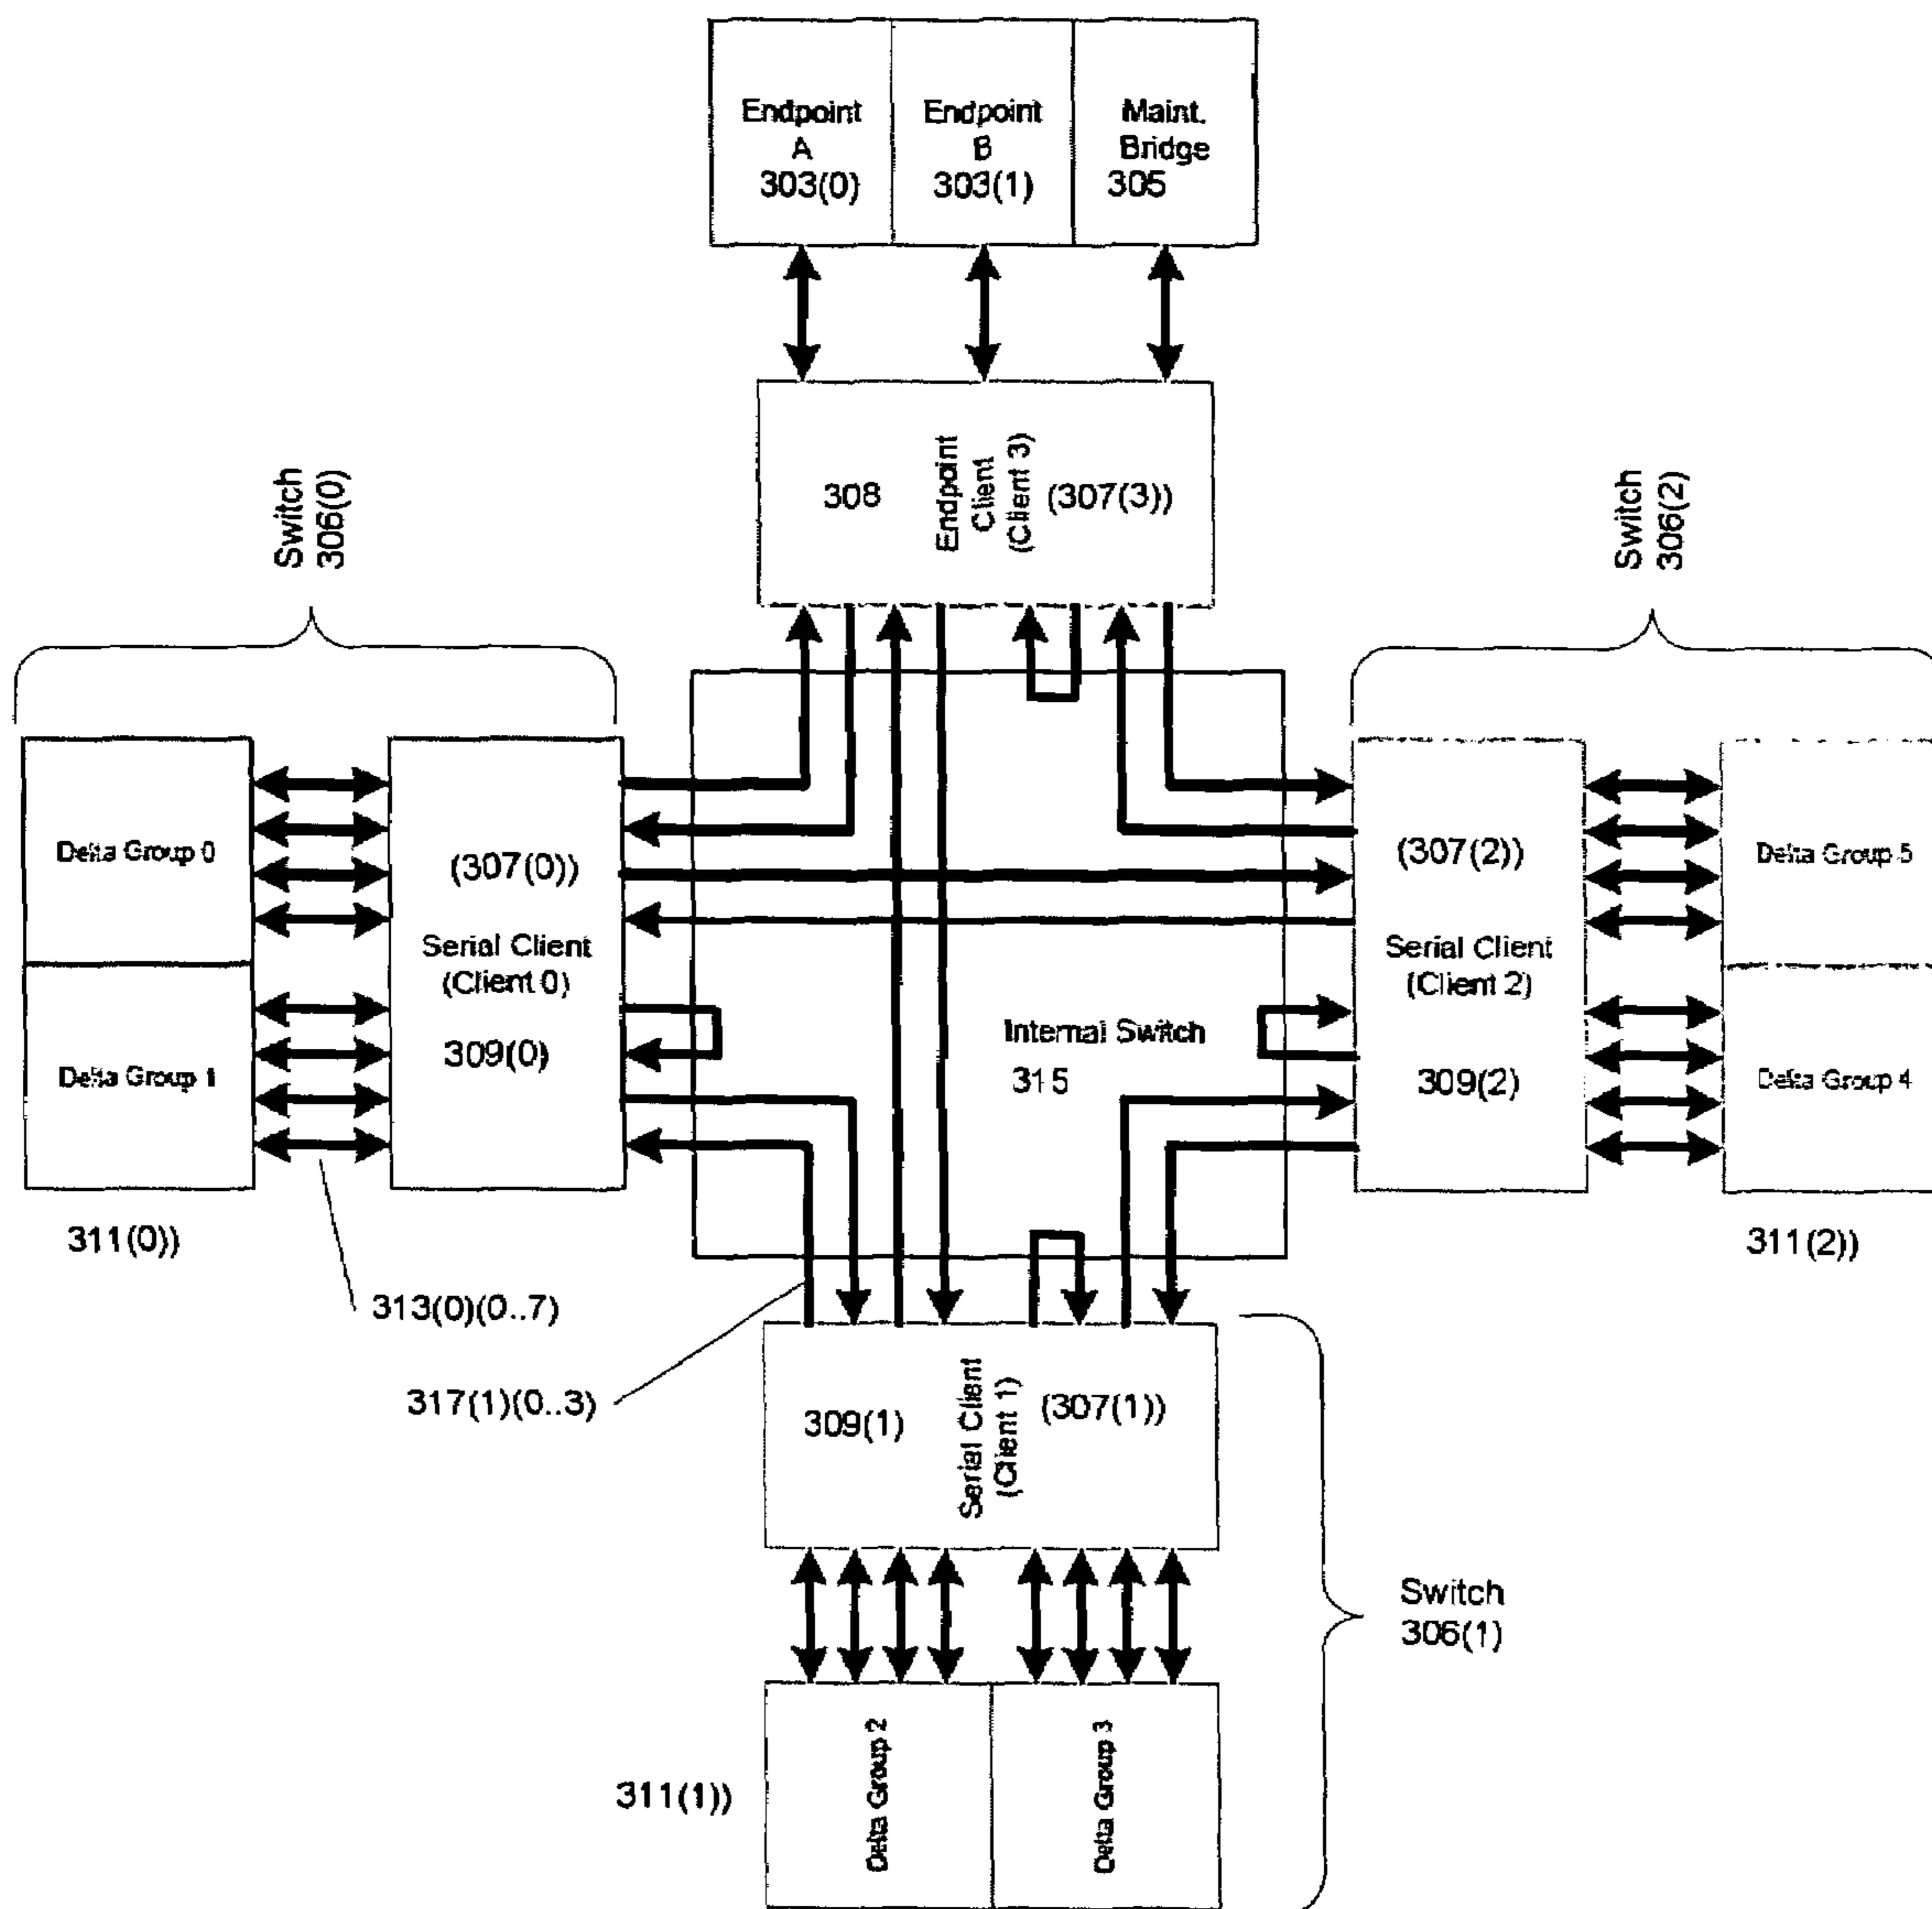 Endpoint
A
303(0)
Endpoint
B
303(1)
Maint.
Bridge
305
Switch
306(0)
308
Endpoint
Client
(Client 3)
(307(3))
Switch
306(2)
Delta Group 0
Delta Group 1
(307(0))
Serial Client
(Client 0)
309(0)
Internal Switch
315
(307(2))
Serial Client
(Client 2)
309(2)
Delta Group 5
Delta Group 4
311(0))
311(2))
313(0)(0..7)
317(1)(0..3)
309(1)
Serial Client
(Client 1)
(307(1))
Switch
306(1)
311(1))
Delta Group 2
Delta Group 3